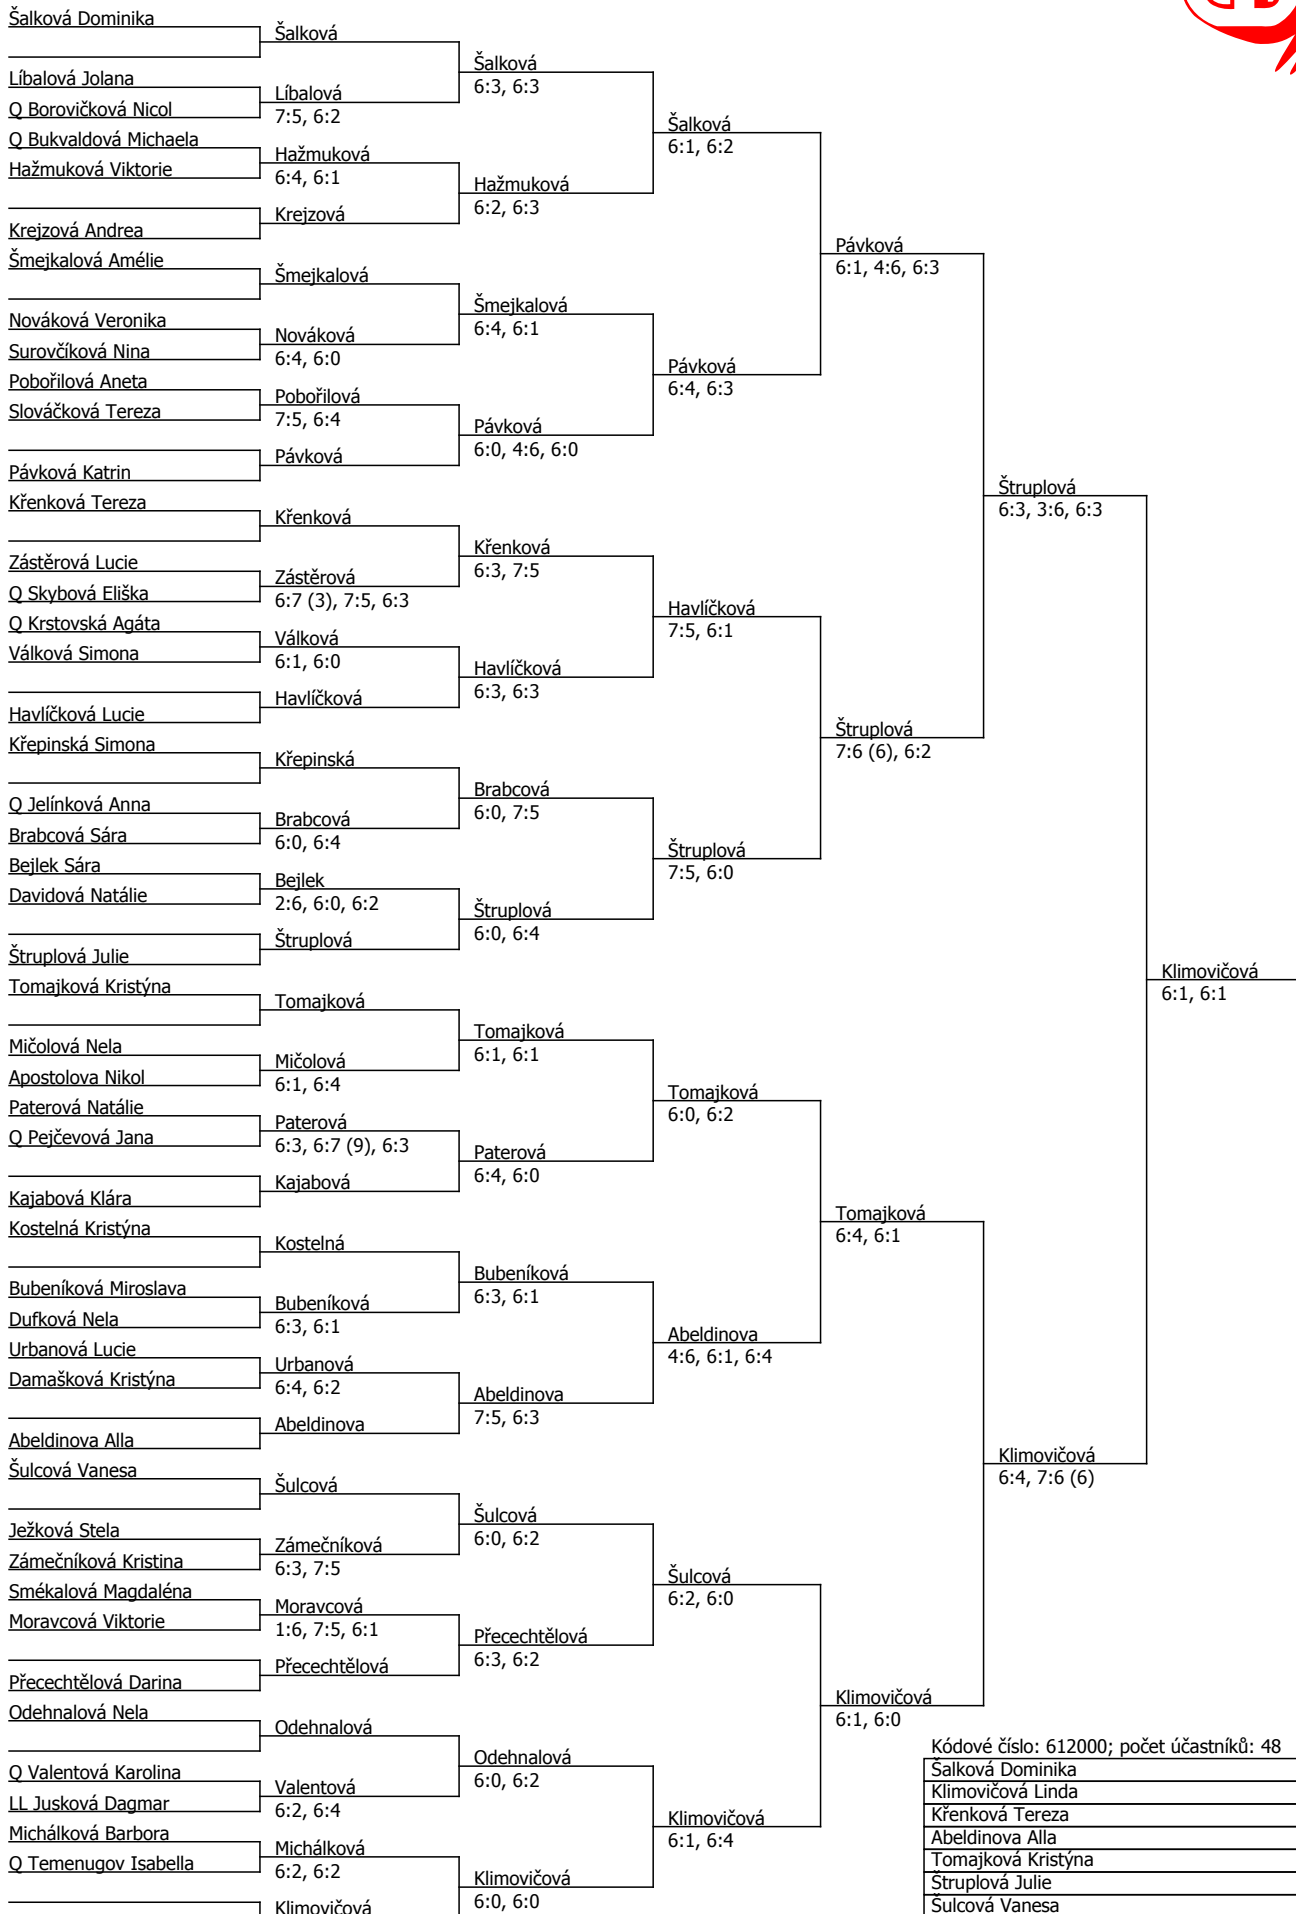 Šalková Dominika
Líbalová Jolana
Q Borovičková Nicol
Q Bukvaldová Michaela
Hažmuková Viktorie
Krejzová Andrea
Šmejkalová Amélie
Nováková Veronika
Surovčíková Nina
Pobořilová Aneta
Slováčková Tereza
Pávková Katrin
Křenková Tereza
Zástěrová Lucie
Q Skybová Eliška
Q Krstovská Agáta
Válková Simona
Havlíčková Lucie
Křepinská Simona
Q Jelínková Anna
Brabcová Sára
Bejlek Sára
Davidová Natálie
Štruplová Julie
Tomajková Kristýna
Mičolová Nela
Apostolova Nikol
Paterová Natálie
Q Pejčevová Jana
Kajabová Klára
Kostelná Kristýna
Bubeníková Miroslava
Dufková Nela
Urbanová Lucie
Damašková Kristýna
Abeldinova Alla
Šulcová Vanesa
Ježková Stela
Zámečníková Kristina
Smékalová Magdaléna
Moravcová Viktorie
Přecechtělová Darina
Odehnalová Nela
Q Valentová Karolina
LL Jusková Dagmar
Michálková Barbora
Q Temenugov Isabella
Šalková
Líbalová
7:5, 6:2
Hažmuková
6:4, 6:1
Krejzová
Šmejkalová
Nováková
6:4, 6:0
Pobořilová
7:5, 6:4
Pávková
Křenková
Zástěrová
6:7 (3), 7:5, 6:3
Válková
6:1, 6:0
Havlíčková
Křepinská
Brabcová
6:0, 6:4
Bejlek
2:6, 6:0, 6:2
Štruplová
Tomajková
Mičolová
6:1, 6:4
Paterová
6:3, 6:7 (9), 6:3
Kajabová
Kostelná
Bubeníková
6:3, 6:1
Urbanová
6:4, 6:2
Abeldinova
Šulcová
Zámečníková
6:3, 7:5
Moravcová
1:6, 7:5, 6:1
Přecechtělová
Odehnalová
Valentová
6:2, 6:4
Michálková
6:2, 6:2
Klimovičová
Šalková
6:3, 6:3
Hažmuková
6:2, 6:3
Šmejkalová
6:4, 6:1
Pávková
6:0, 4:6, 6:0
Křenková
6:3, 7:5
Havlíčková
6:3, 6:3
Brabcová
6:0, 7:5
Štruplová
6:0, 6:4
Tomajková
6:1, 6:1
Paterová
6:4, 6:0
Bubeníková
6:3, 6:1
Abeldinova
7:5, 6:3
Šulcová
6:0, 6:2
Přecechtělová
6:3, 6:2
Odehnalová
6:0, 6:2
Klimovičová
6:0, 6:0
Šalková
6:1, 6:2
Pávková
6:4, 6:3
Havlíčková
7:5, 6:1
Štruplová
7:5, 6:0
Tomajková
6:0, 6:2
Abeldinova
4:6, 6:1, 6:4
Šulcová
6:2, 6:0
Klimovičová
6:1, 6:4
Pávková
6:1, 4:6, 6:3
Štruplová
7:6 (6), 6:2
Tomajková
6:4, 6:1
Klimovičová
6:1, 6:0
Štruplová
6:3, 3:6, 6:3
Klimovičová
6:4, 7:6 (6)
Klimovičová
6:1, 6:1
Kódové číslo: 612000; počet účastníků: 48
Šalková Dominika
Klimovičová Linda
Křenková Tereza
Abeldinova Alla
Tomajková Kristýna
Štruplová Julie
Šulcová Vanesa